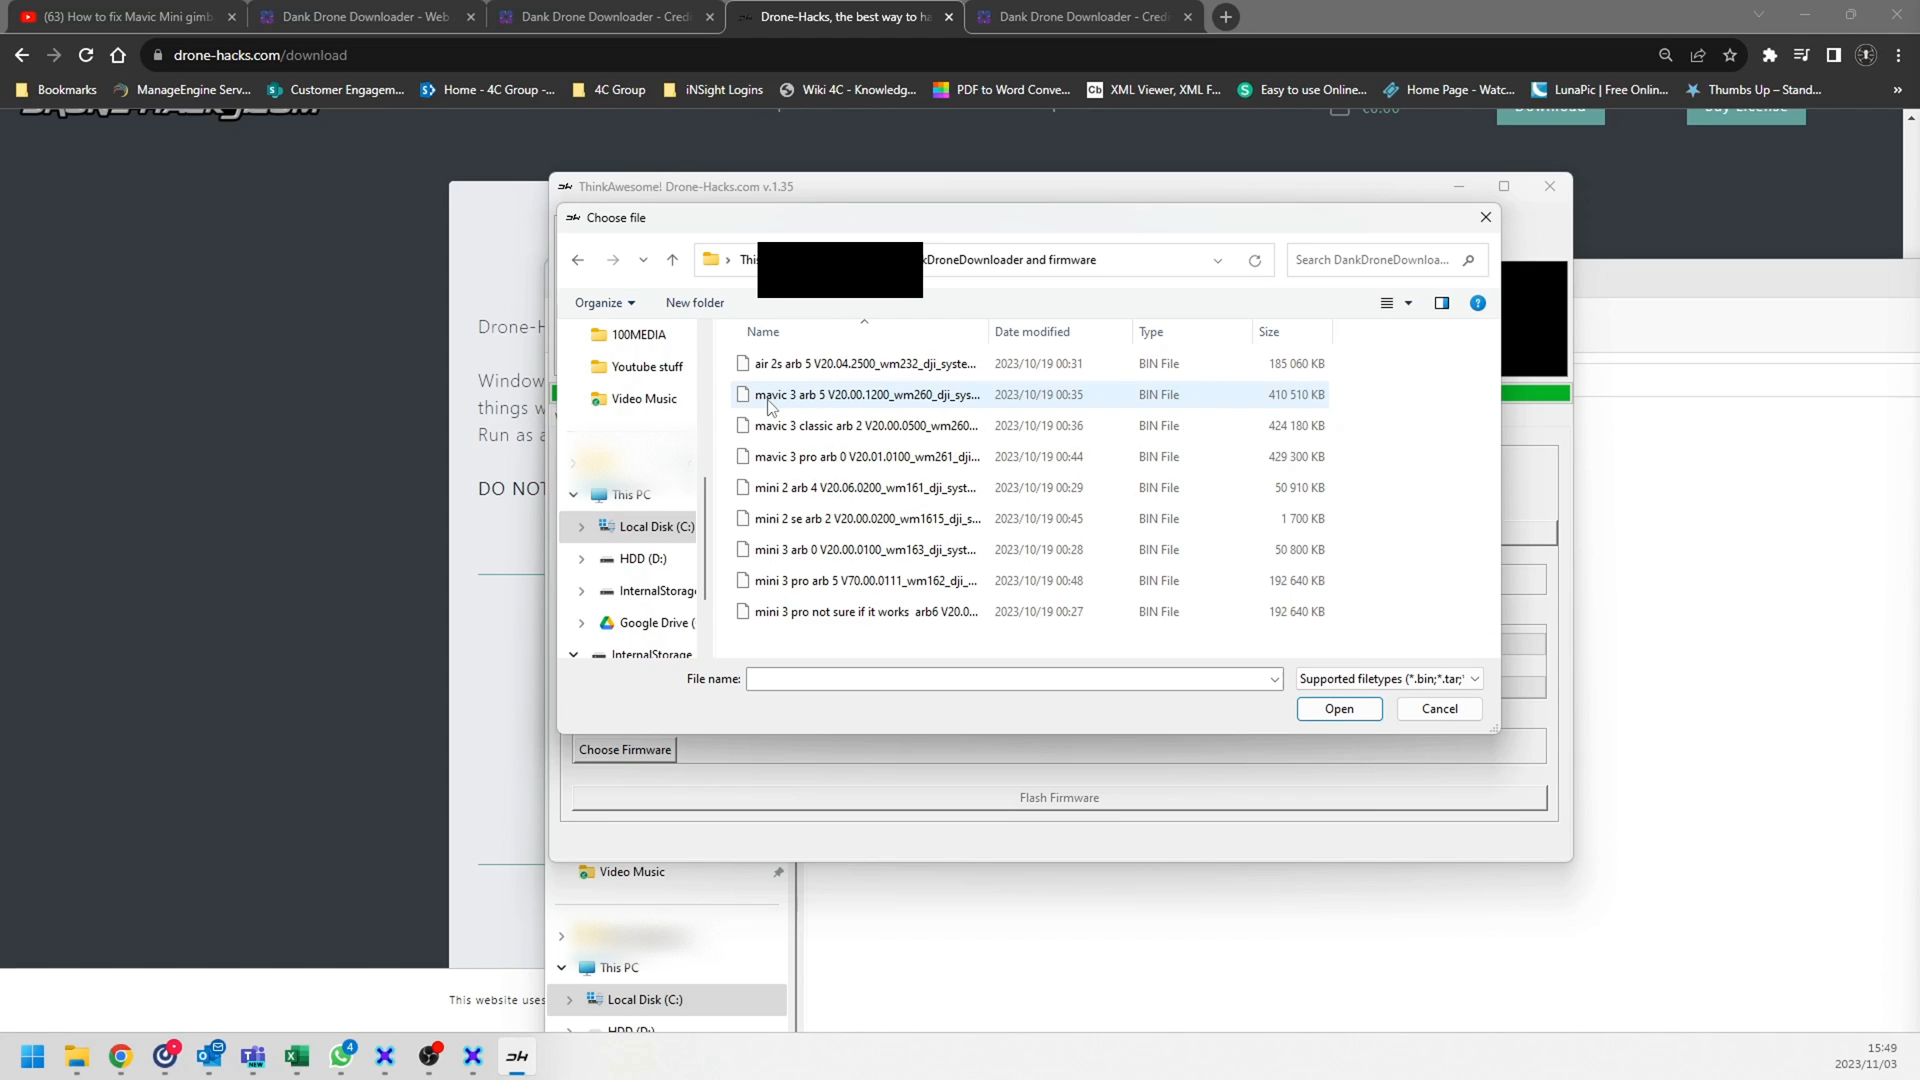 (63) How to fix Mavic Mini gimb
Dank Drone Downloader - Web
Dank Drone Downloader - Credi
Drone-Hacks, the best way to ha
Dank Drone Downloader - Credi
drone-hacks.com/download
Bookmarks
ManageEngine Serv...
Customer Engagem...
Home - 4C Group -...
4C Group
iNSight Logins
Wiki 4C - Knowledg...
PDF to Word Conve...
XML Viewer, XML F...
Easy to use Online...
Home Page - Watc...
LunaPic | Free Onlin...
Thumbs Up – Stand...
»
€0.00
Download
Buy License
ThinkAwesome! Drone-Hacks.com v.1.35
Choose file
This
kDroneDownloader and firmware
Search DankDroneDownloa...
Organize
New folder
Name
Date modified
Type
Size
100MEDIA
Youtube stuff
Video Music
This PC
Local Disk (C:)
HDD (D:)
InternalStorage
Google Drive (
InternalStorage
air 2s arb 5 V20.04.2500_wm232_dji_syste...
2023/10/19 00:31
BIN File
185 060 KB
mavic 3 arb 5 V20.00.1200_wm260_dji_sys...
2023/10/19 00:35
BIN File
410 510 KB
mavic 3 classic arb 2 V20.00.0500_wm260...
2023/10/19 00:36
BIN File
424 180 KB
mavic 3 pro arb 0 V20.01.0100_wm261_dji...
2023/10/19 00:44
BIN File
429 300 KB
mini 2 arb 4 V20.06.0200_wm161_dji_syst...
2023/10/19 00:29
BIN File
50 910 KB
mini 2 se arb 2 V20.00.0200_wm1615_dji_s...
2023/10/19 00:45
BIN File
1 700 KB
mini 3 arb 0 V20.00.0100_wm163_dji_syst...
2023/10/19 00:28
BIN File
50 800 KB
mini 3 pro arb 5 V70.00.0111_wm162_dji_...
2023/10/19 00:48
BIN File
192 640 KB
mini 3 pro not sure if it works arb6 V20.0...
2023/10/19 00:27
BIN File
192 640 KB
File name:
Supported filetypes (*.bin;*.tar;*
Open
Cancel
Drone-H
Window
things w
Run as a
DO NOT
Choose Firmware
Flash Firmware
Video Music
This PC
Local Disk (C:)
HDD (D:)
This website uses
4
15:49
2023/11/03